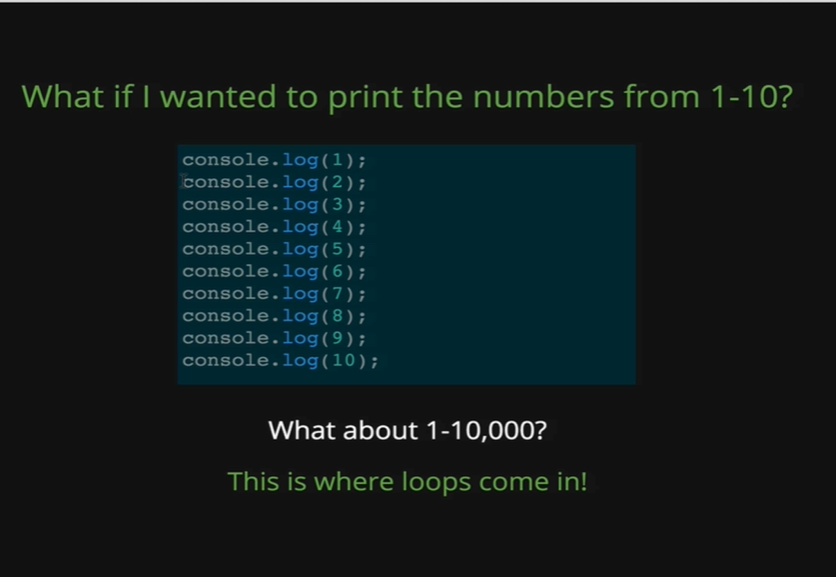 What if I wanted to print the numbers from 1-10?
console.log(1);
console.log(2);
console.log(3);
console.log(4);
console.log(5);
console.log(6);
console.log(7);
console.log(8);
console.log(9);
console.log(10);
What about 1-10,000?
This is where loops come in!